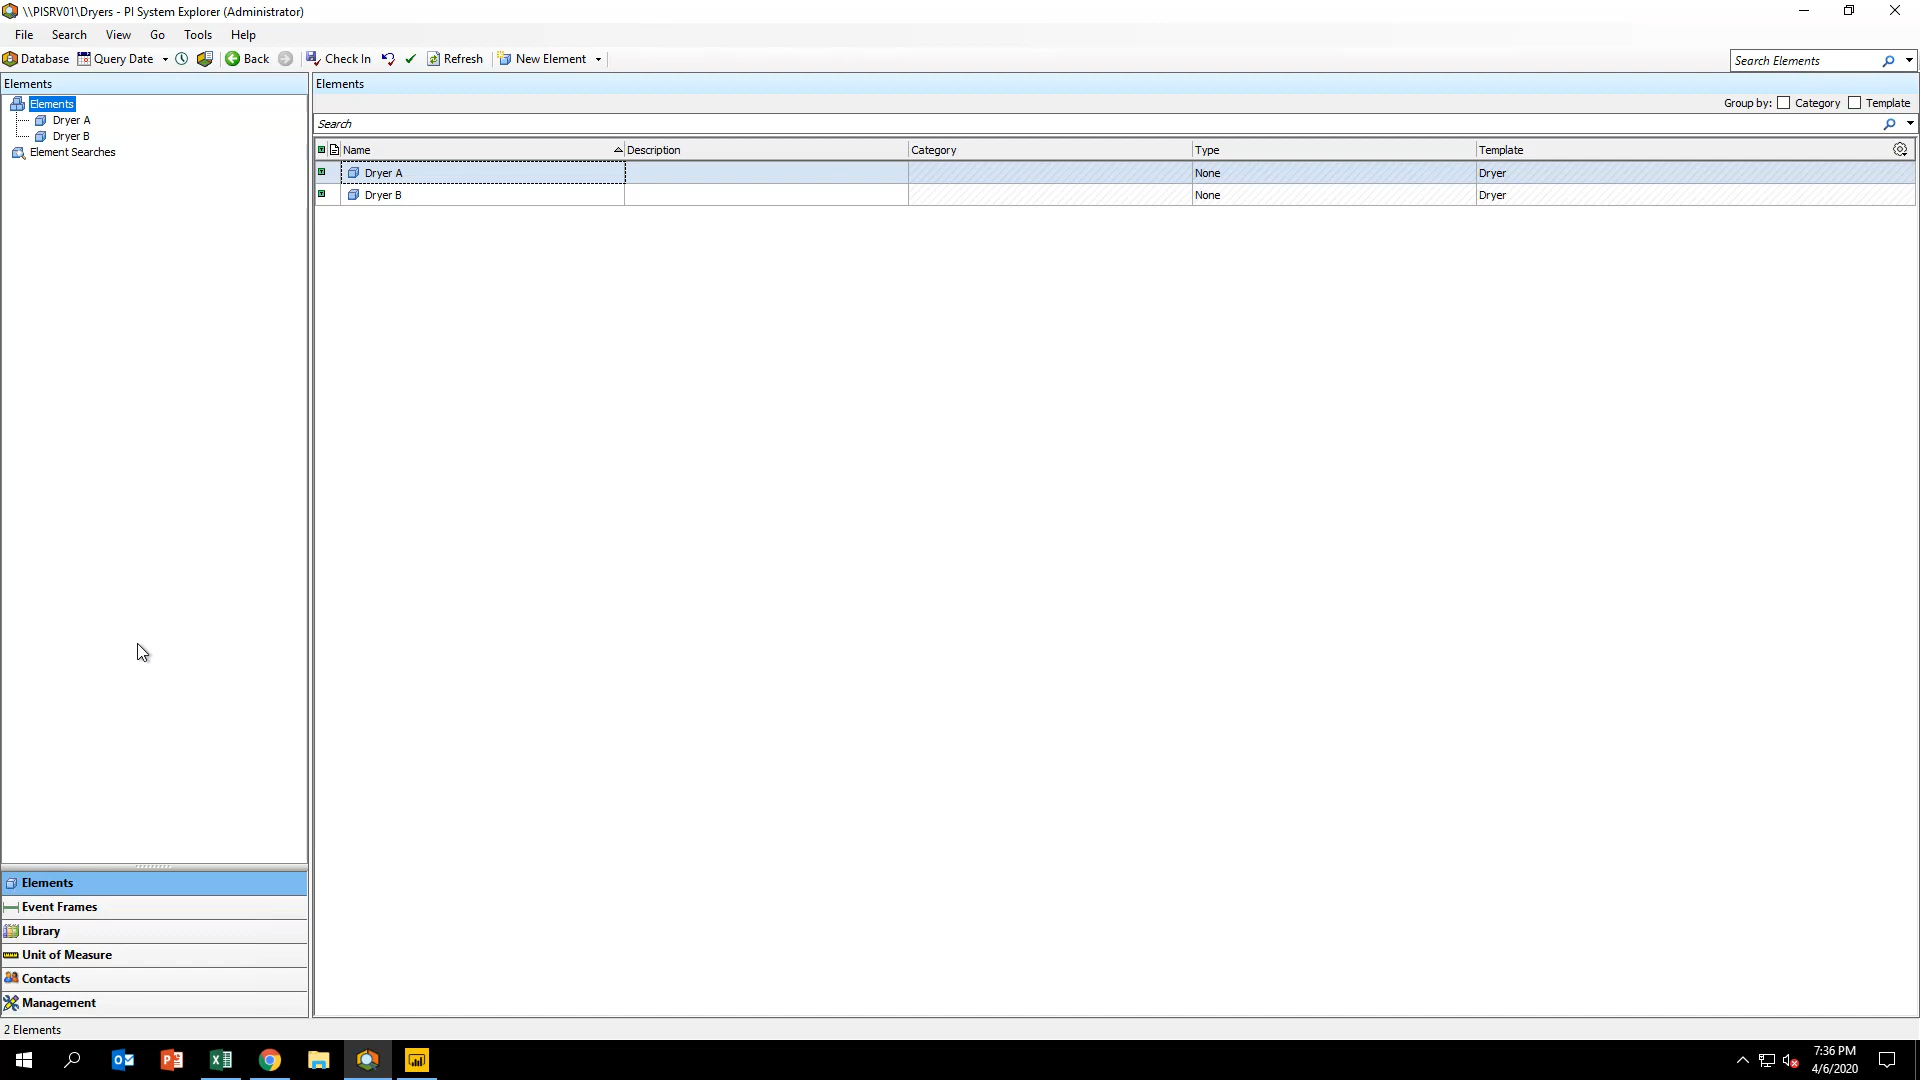 \\PISRV01\Dryers - PI System Explorer (Administrator)
File Search View Go Tools Help
Database Query Date Back Check In Refresh New Element Search Elements
Elements
Elements
Dryer A
Dryer B
Element Searches
Elements
Group by: Category Template
Search
Name Description Category Type Template
Dryer A None Dryer
Dryer B None Dryer
Elements
Event Frames
Library
Unit of Measure
Contacts
Management
2 Elements
7:36 PM
4/6/2020